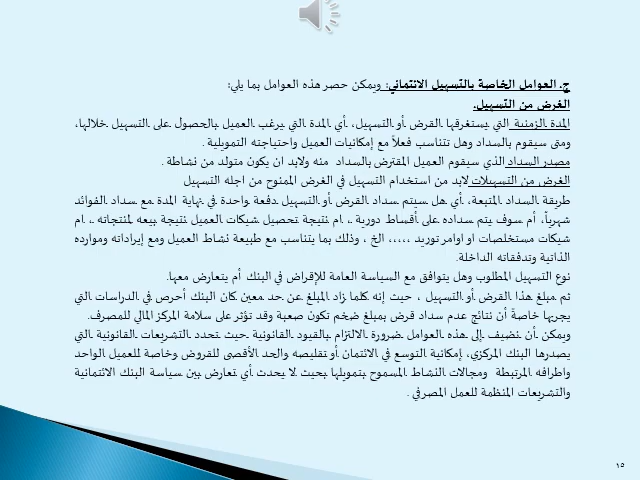 ج. العوامل الخاصة بالتسهيل الائتماني: ويمكن حصر هذه العوامل بما يلي:
الغرض من التسهيل.
المدة الزمنية التي يستغرقها القرض أو التسهيل، أي المدة التي يرغب العميل بالحصول على التسهيل خلالها،
ومتى سيقوم بالسداد وهل تتناسب فعلاً مع إمكانيات العميل واحتياجته التمويلية .
مصدر السداد الذي سيقوم العميل المقترض بالسداد منه ولابد ان يكون متولد من نشاطة .
الغرض من التسهيلات لابد من استخدام التسهيل في الغرض الممنوح من اجله التسهيل
طريقة السداد المتبعة، أي هل سيتم سداد القرض أو التسهيل دفعة واحدة في نهاية المدة مع سداد الفوائد
شهرياً، أم سوف يتم سداده على أقساط دورية .، ام نتيجة تحصيل شيكات العميل نتيجة بيعه لمنتجاته .، ام
شيكات مستخلصات او اوامر توريد ،،،،، الخ ، وذلك بما يتناسب مع طبيعة نشاط العميل ومع إيراداته وموارده
الذاتية وتدفقاته الداخلة.
نوع التسهيل المطلوب وهل يتوافق مع السياسة العامة للإقراض في البنك أم يتعارض معها.
ثم مبلغ هذا القرض أو التسهيل ، حيث إنه كلما زاد المبلغ عن حد معين كان البنك أحرص في الدراسات التي
يجريها خاصةً أن نتائج عدم سداد قرض بمبلغ ضخم تكون صعبة وقد تؤثر على سلامة المركز المالي للمصرف.
ويمكن أن نضيف إلى هذه العوامل ضرورة الالتزام بالقيود القانونية حيث تحدد التشريعات القانونية التي
يصدرها البنك المركزي، إمكانية التوسع في الائتمان أو تقليصه والحد الأقصى للقروض وخاصة للعميل الواحد
واطرافه المرتبطة ومجالات النشاط المسموح بتمويلها بحيث لا يحدث أي تعارض بين سياسة البنك الائتمانية
والتشريعات المنظمة للعمل المصرفي .
١٥